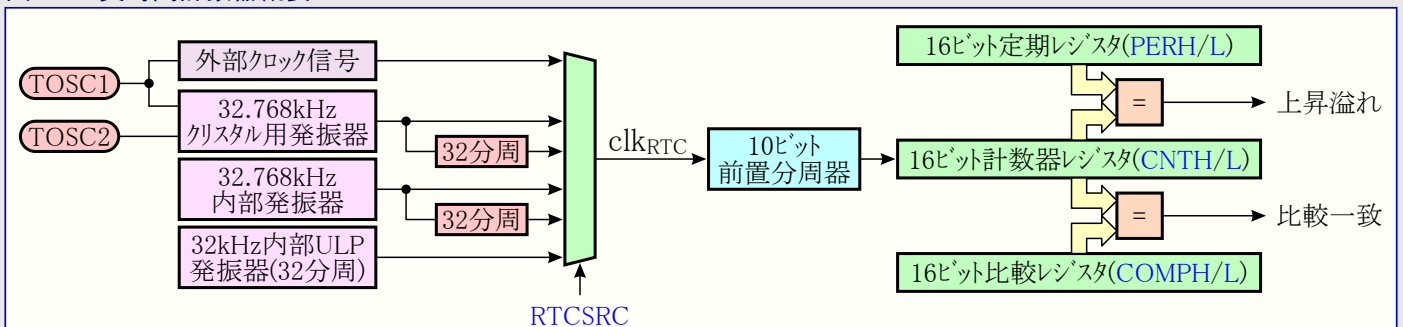 TOSC1
TOSC2
外部クロック信号
32.768kHz
クリスタル用発振器
32分周
32.768kHz
内部発振器
32分周
32kHz内部ULP
発振器(32分周)
RTCSRC
clkRTC
10ビット
前置分周器
16ビット定期レジスタ(PERH/L)
=
上昇溢れ
16ビット計数器レジスタ(CNTH/L)
=
比較一致
16ビット比較レジスタ(COMPH/L)